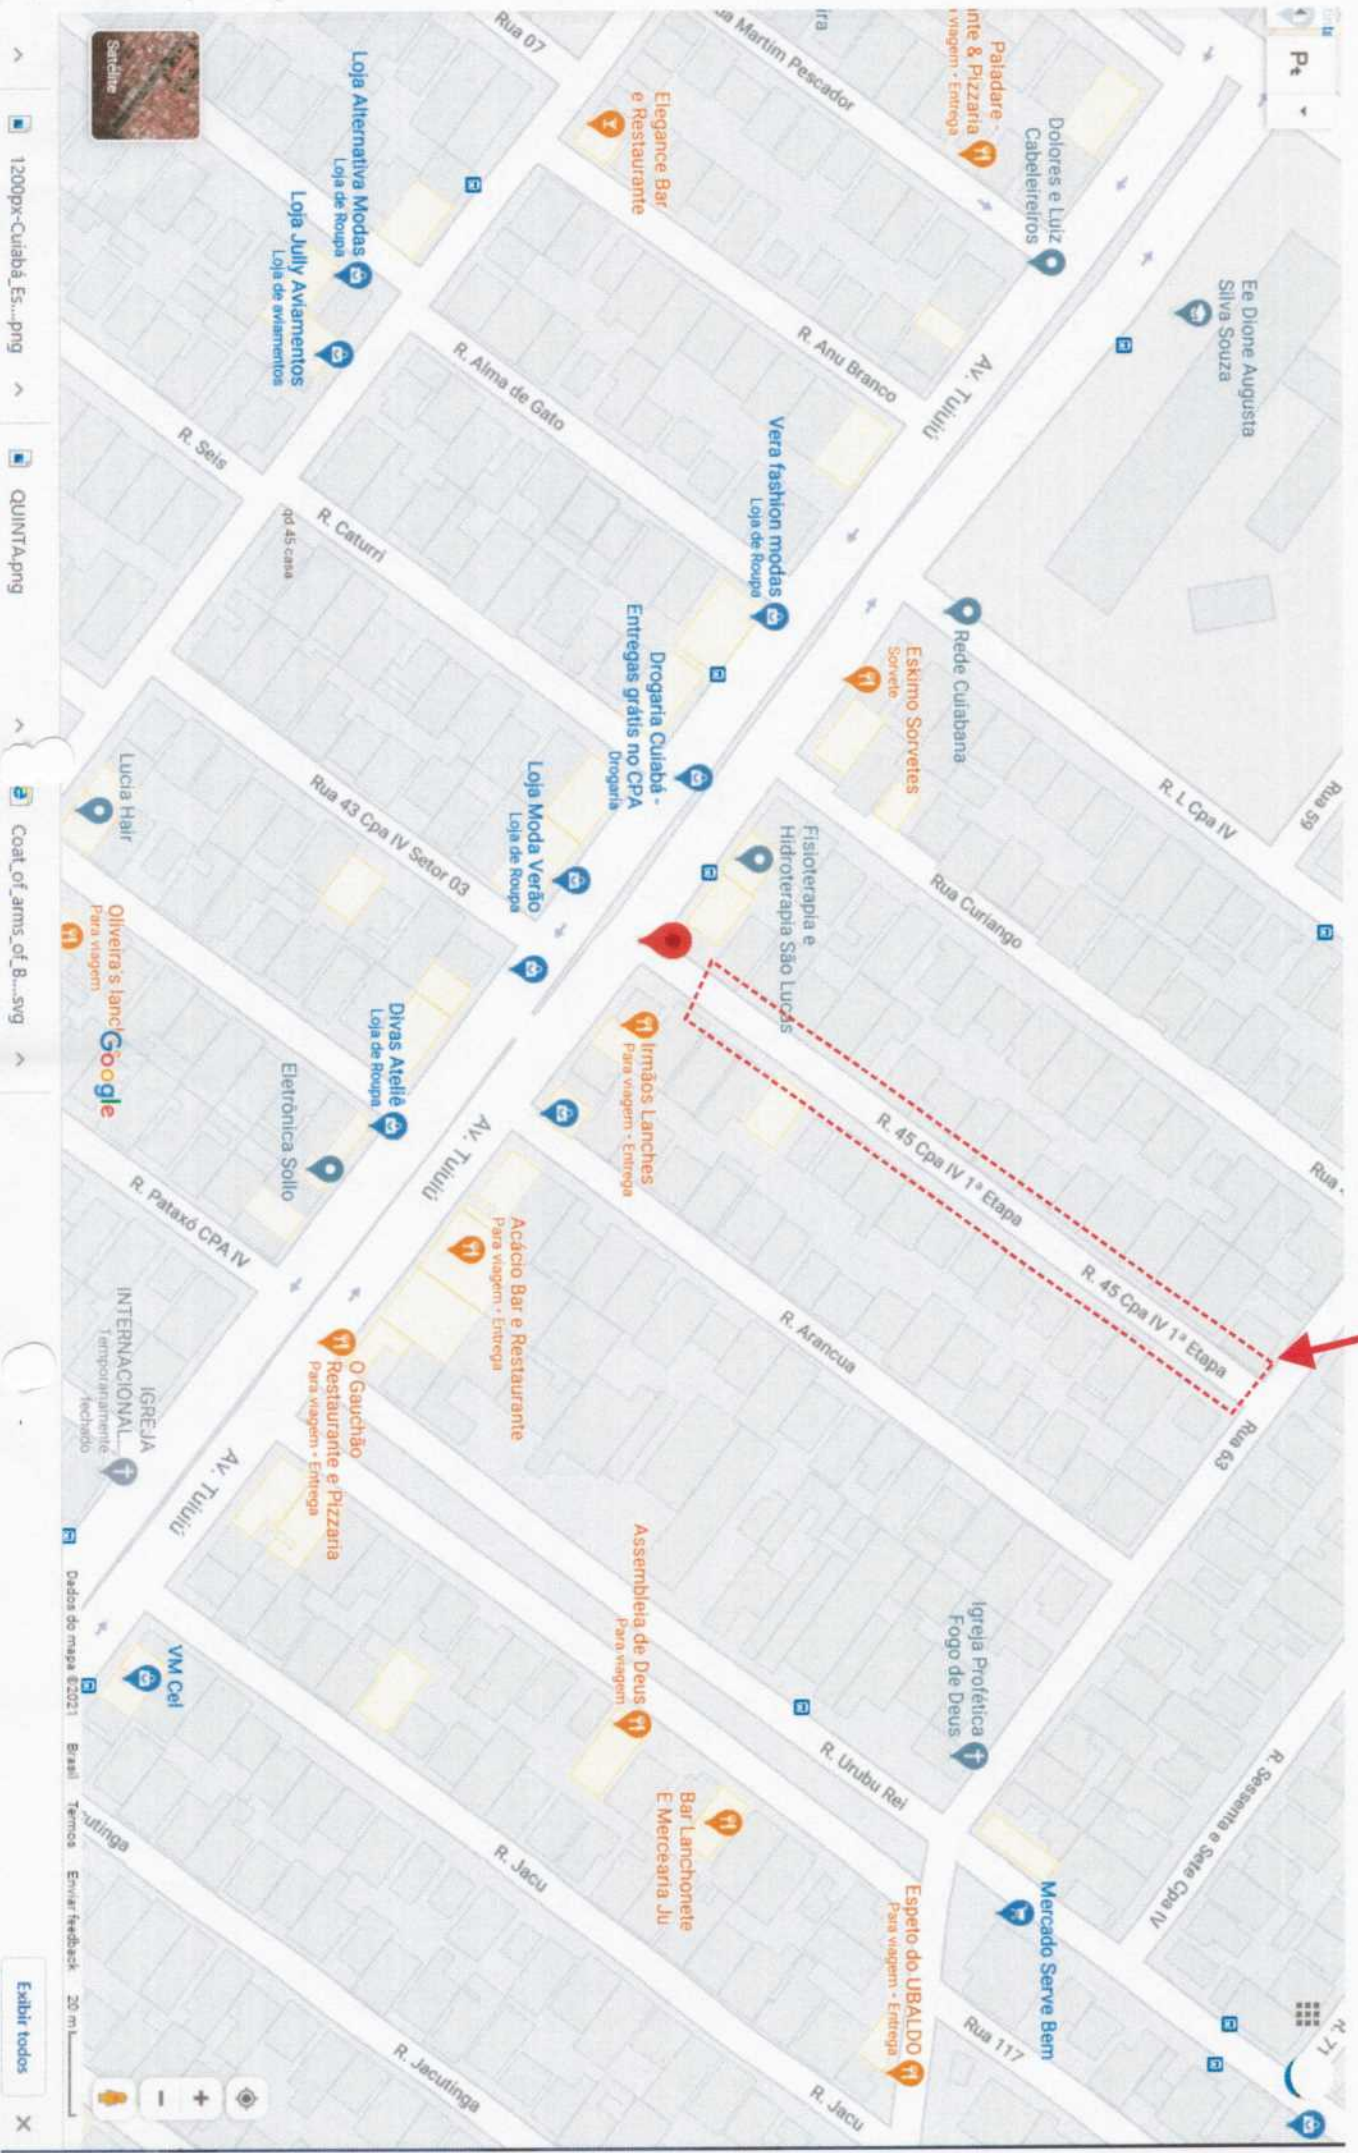 Rua 59
R. 71
R. L Cpa IV
Ee Dione Augusta
Silva Souza
R. Sessenta e Sete Cpa IV
Rua 63
Mercado Serve Bem
Dolores e Luiz
Cabeleireiros
Paladare -
nte & Pizzaria
viagem • Entrega
Av. Tuiuiú
Rede Cuiabana
Rua Curiango
R. 45 Cpa IV 1ª Etapa
R. 45 Cpa IV 1ª Etapa
Igreja Profética
Fogo de Deus
Rua 117
Eskimo Sorvetes
Sorvete
Espeto do UBALDO
Para viagem • Entrega
Martim Pescador
R. Anu Branco
Vera fashion modas
Loja de Roupa
Fisioterapia e
Hidroterapia São Lucas
R. Arancua
R. Urubu Rei
R. Jacu
Elegance Bar
e Restaurante
Drogaria Cuiabá -
Entregas grátis no CPA
Drogaria
Irmãos Lanches
Para viagem • Entrega
Assembleia de Deus
Para viagem
Bar Lanchonete
E Mercearia Ju
Rua 07
R. Alma de Gato
Loja Moda Verão
Loja de Roupa
Acácio Bar e Restaurante
Para viagem • Entrega
R. Jacu
Av. Tuiuiú
Rua 43 Cpa IV Setor 03
Divas Ateliê
Loja de Roupa
Loja Alternativa Modas
Loja de Roupa
R. Caturri
O Gauchão
Restaurante e Pizzaria
Para viagem • Entrega
R. Jacutinga
Loja Jully Aviamentos
Loja de aviamentos
qd 45 casa
Eletrônica Sollo
R. Seis
Av. Tuiuiú
R. Pataxó CPA IV
IGREJA
INTERNACIONAL...
Temporariamente
fechado
VM Cel
Lucia Hair
Oliveira's lanch
Para viagem
Google
Satélite
cutinga
Dados do mapa ©2021 Brasil Termos Enviar feedback 20 m
1200px-Cuiabá_Es....png
QUINTA.png
Coat_of_arms_of_B....svg
Exibir todos